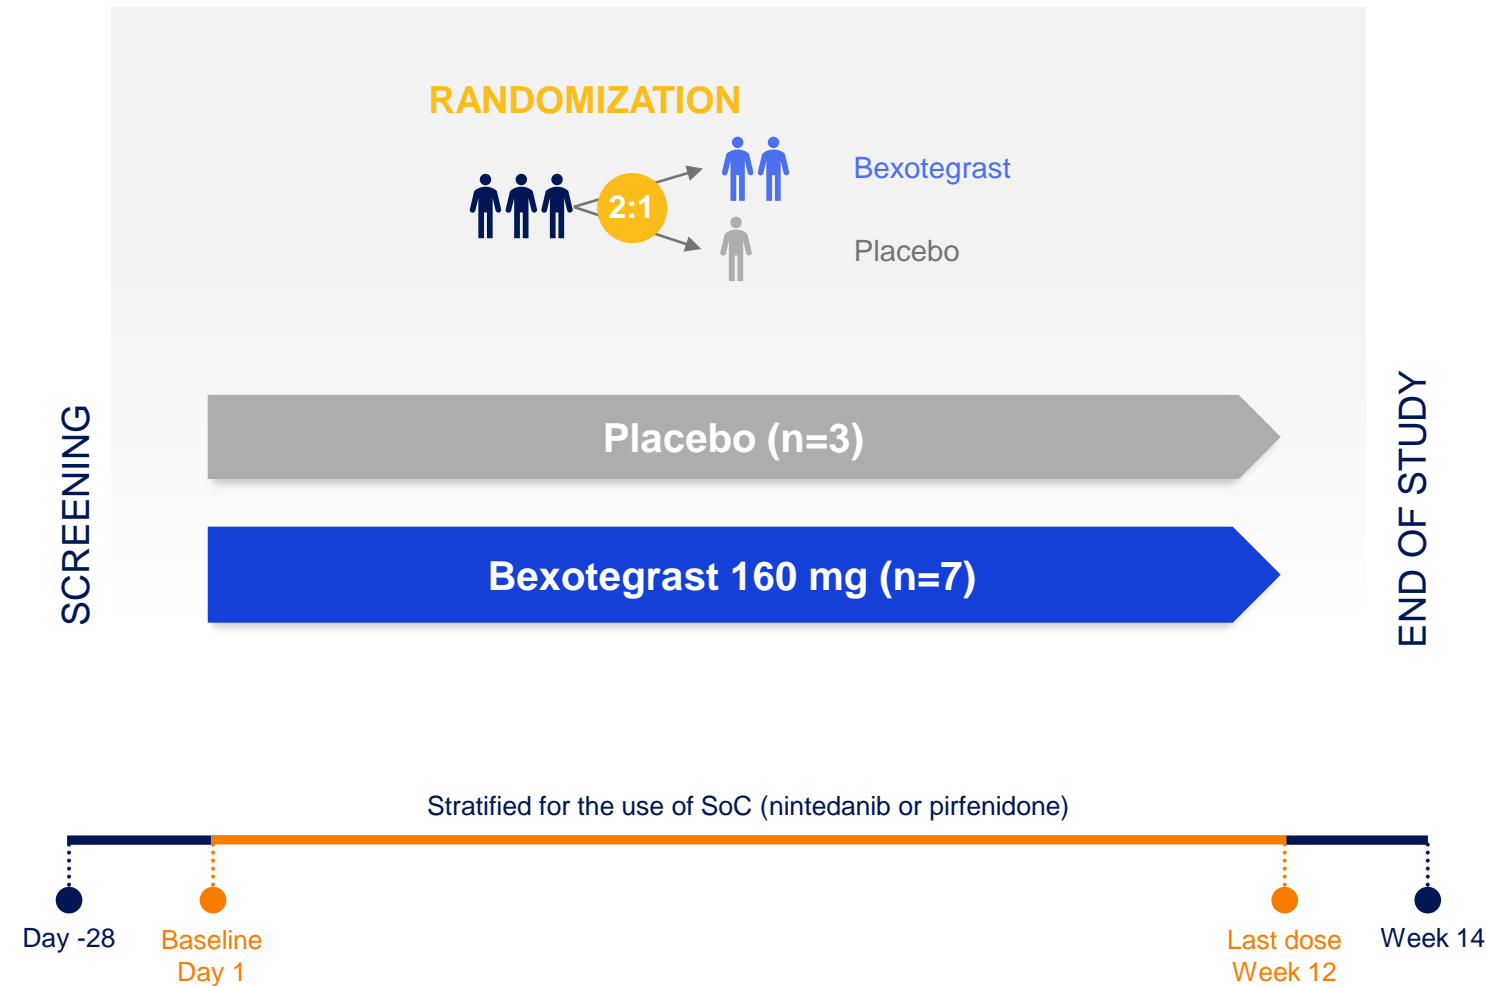 RANDOMIZATION
2:1
Bexotegrast
Placebo
SCREENING
Placebo (n=3)
Bexotegrast 160 mg (n=7)
END OF STUDY
Stratified for the use of SoC (nintedanib or pirfenidone)
Day -28
Baseline
Day 1
Last dose
Week 12
Week 14